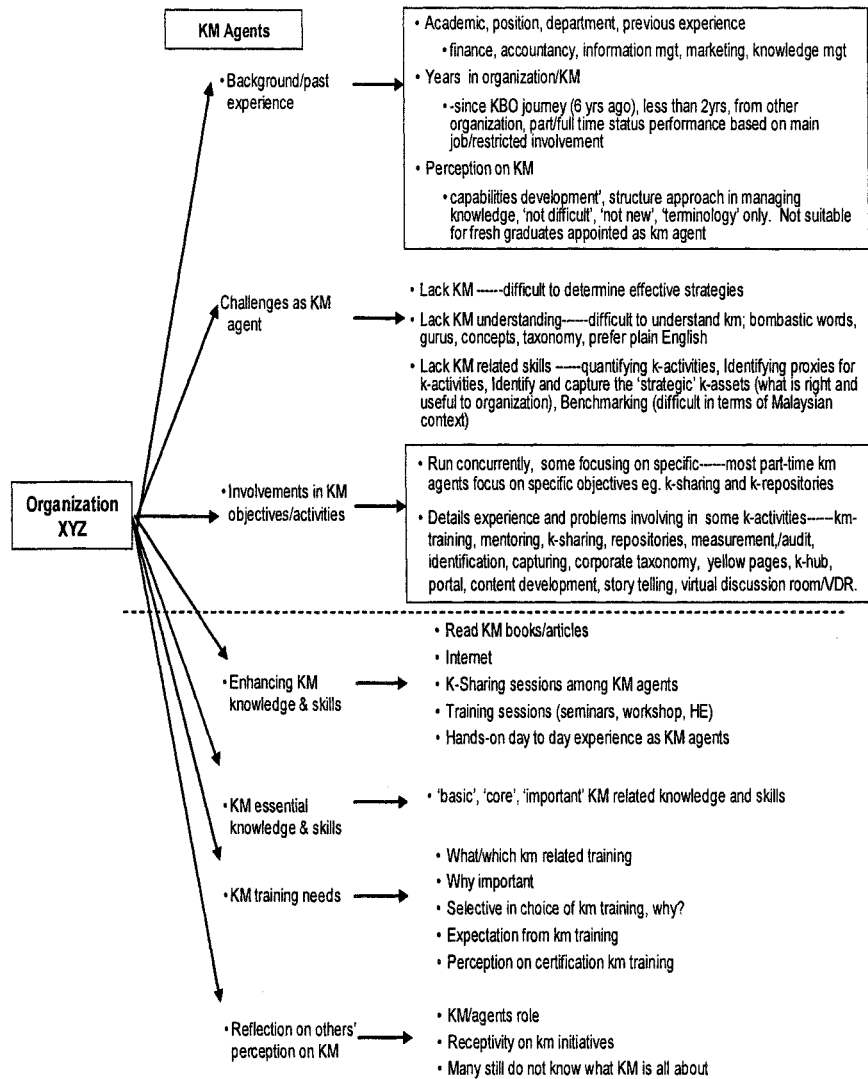 KM Agents
• Background/past
experience
• Academic, position, department, previous experience
• finance, accountancy, information mgt, marketing, knowledge mgt
• Years in organization/KM
• -since KBO journey (6 yrs ago), less than 2yrs, from other
organization, part/full time status performance based on main
job/restricted involvement
• Perception on KM
• capabilities development’, structure approach in managing
knowledge, ‘not difficult’, ‘not new’, ‘terminology’ only. Not suitable
for fresh graduates appointed as km agent
Challenges as KM
agent
• Lack KM -----difficult to determine effective strategies
• Lack KM understanding-----difficult to understand km; bombastic words,
gurus, concepts, taxonomy, prefer plain English
• Lack KM related skills -----quantifying k-activities, Identifying proxies for
k-activities, Identify and capture the ‘strategic’ k-assets (what is right and
useful to organization), Benchmarking (difficult in terms of Malaysian
context)
Organization
XYZ
• Involvements in KM
objectives/activities
• Run concurrently, some focusing on specific-----most part-time km
agents focus on specific objectives eg. k-sharing and k-repositories
• Details experience and problems involving in some k-activities-----km-
training, mentoring, k-sharing, repositories, measurement,/audit,
identification, capturing, corporate taxonomy, yellow pages, k-hub,
portal, content development, story telling, virtual discussion room/VDR.
• Enhancing KM
knowledge & skills
• Read KM books/articles
• Internet
• K-Sharing sessions among KM agents
• Training sessions (seminars, workshop, HE)
• Hands-on day to day experience as KM agents
• KM essential
knowledge & skills
• ‘basic’, ‘core’, ‘important’ KM related knowledge and skills
• KM training needs
• What/which km related training
• Why important
• Selective in choice of km training, why?
• Expectation from km training
• Perception on certification km training
• Reflection on others’
perception on KM
• KM/agents role
• Receptivity on km initiatives
• Many still do not know what KM is all about